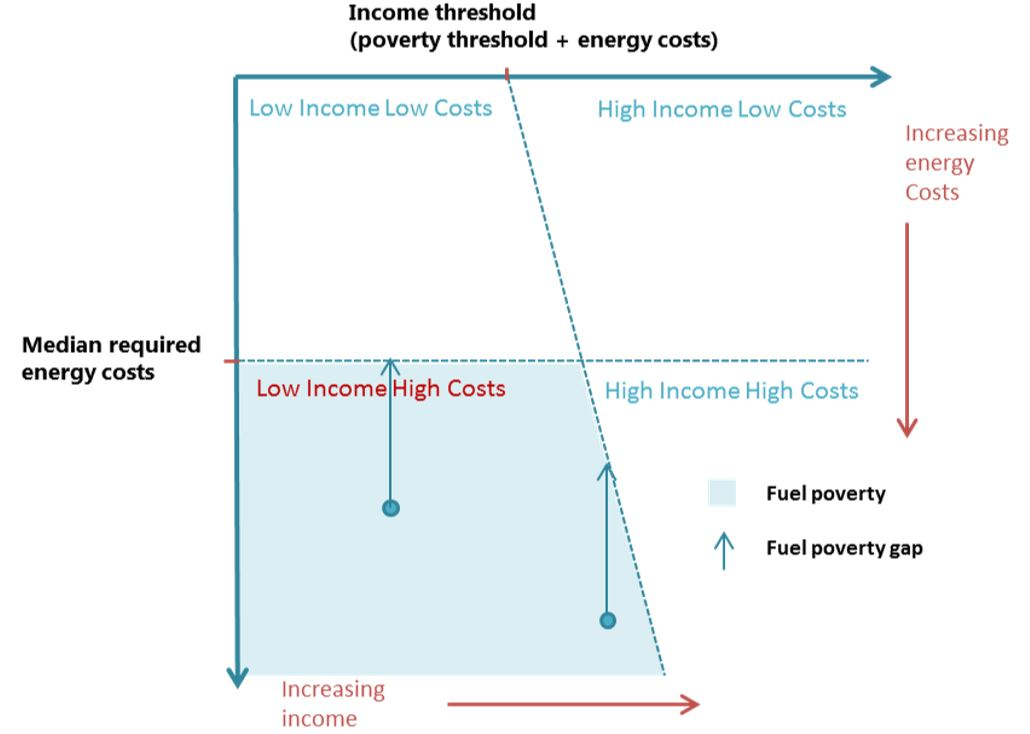 Income threshold
(poverty threshold + energy costs)
Low Income Low Costs
High Income Low Costs
Increasing
energy
Costs
Median required
energy costs
Low Income High Costs
High Income High Costs
Fuel poverty
Fuel poverty gap
Increasing
income